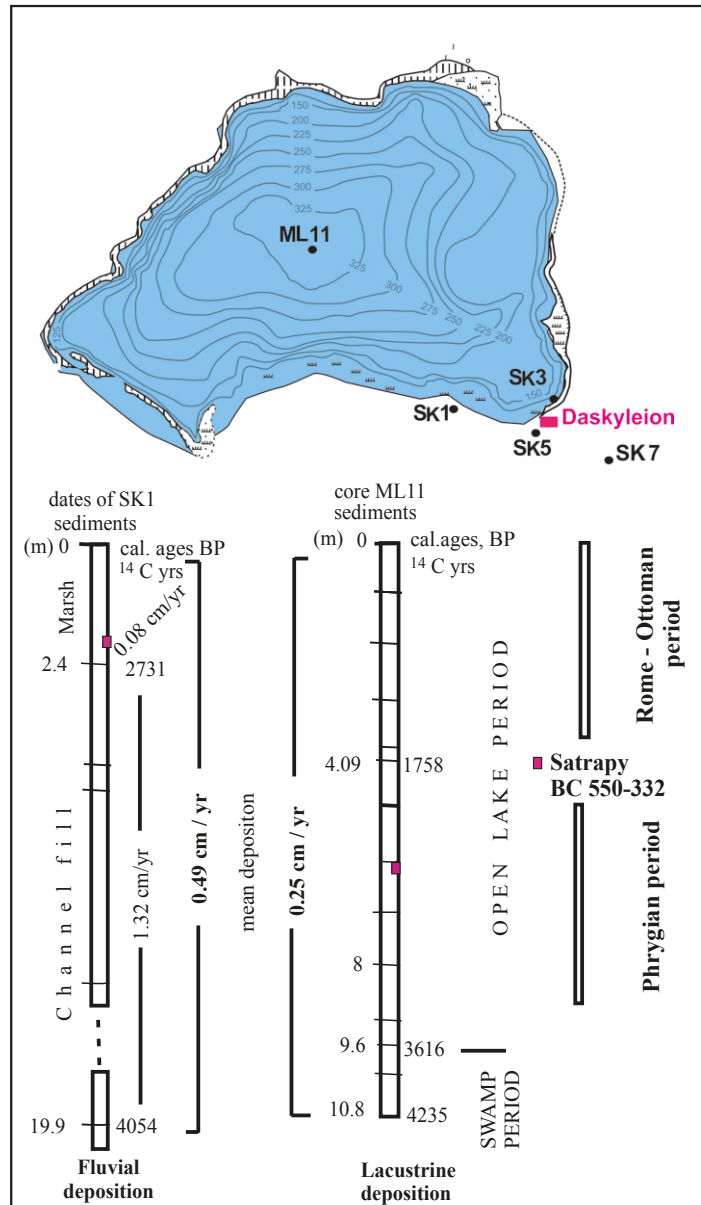 150
200
225
250
275
300
325
ML11
325
300
275
250
225
200
125
150
SK3
SK1
Daskyleion
SK5
SK7
dates of SK1
sediments
core ML11
sediments
(m) 0
cal. ages BP
14 C yrs
(m) 0
cal.ages, BP
14 C yrs
Marsh
0.08 cm/yr
2.4
2731
Channel fill
1.32 cm/yr
0.49 cm / yr
mean depositon
0.25 cm / yr
4.09
1758
8
9.6
3616
10.8
4235
OPEN LAKE PERIOD
SWAMP
PERIOD
Rome - Ottoman
period
Satrapy
BC 550-332
Phrygian period
19.9
4054
Fluvial
deposition
Lacustrine
deposition